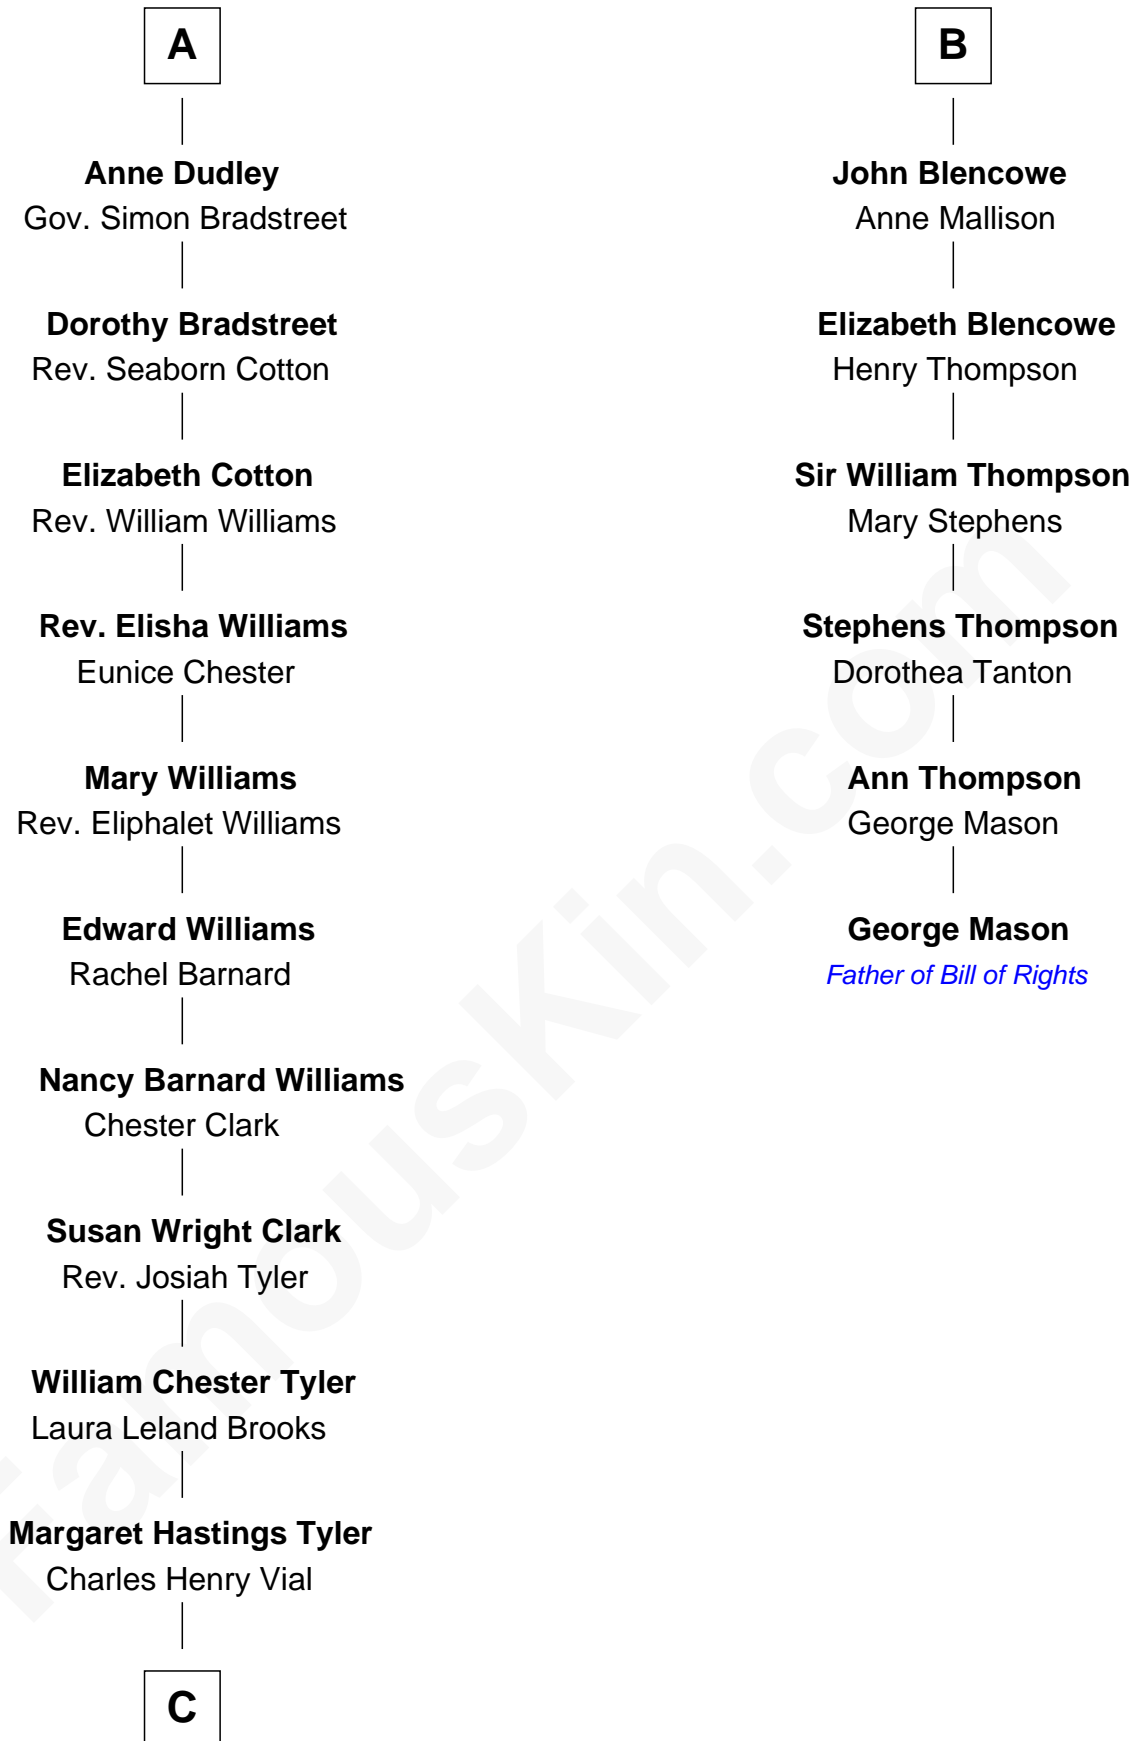 A
Anne Dudley
Gov. Simon Bradstreet
Dorothy Bradstreet
Rev. Seaborn Cotton
Elizabeth Cotton
Rev. William Williams
Rev. Elisha Williams
Eunice Chester
Mary Williams
Rev. Eliphalet Williams
Edward Williams
Rachel Barnard
Nancy Barnard Williams
Chester Clark
Susan Wright Clark
Rev. Josiah Tyler
William Chester Tyler
Laura Leland Brooks
Margaret Hastings Tyler
Charles Henry Vial
C
B
John Blencowe
Anne Mallison
Elizabeth Blencowe
Henry Thompson
Sir William Thompson
Mary Stephens
Stephens Thompson
Dorothea Tanton
Ann Thompson
George Mason
George Mason
Father of Bill of Rights
FamousKin.com